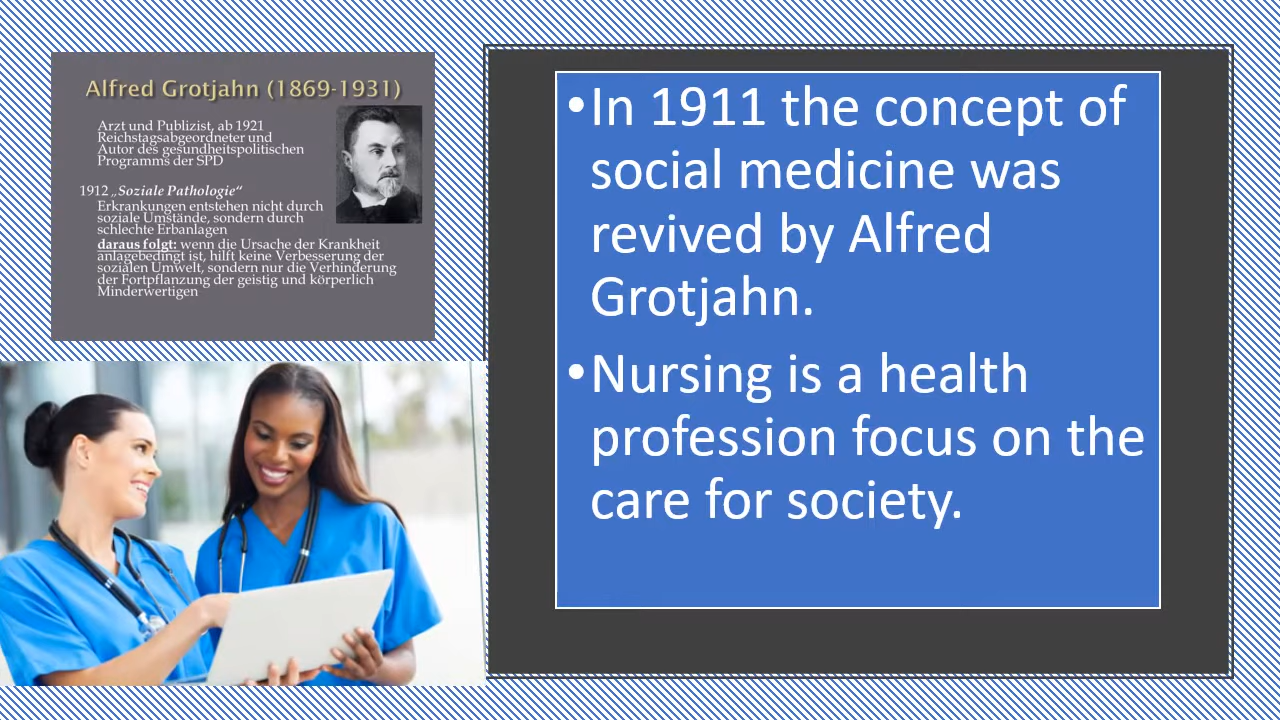 Alfred Grotjahn (1869-1931)
Arzt und Publizist, ab 1921
Reichstagsabgeordneter und
Autor des gesundheitspolitischen
Programms der SPD
1912 „Soziale Pathologie“
Erkrankungen entstehen nicht durch
soziale Umstände, sondern durch
schlechte Erbanlagen
daraus folgt: wenn die Ursache der Krankheit
anlagebedingt ist, hilft keine Verbesserung der
sozialen Umwelt, sondern nur die Verhinderung
der Fortpflanzung der geistig und körperlich
Minderwertigen
•In 1911 the concept of
social medicine was
revived by Alfred
Grotjahn.
•Nursing is a health
profession focus on the
care for society.